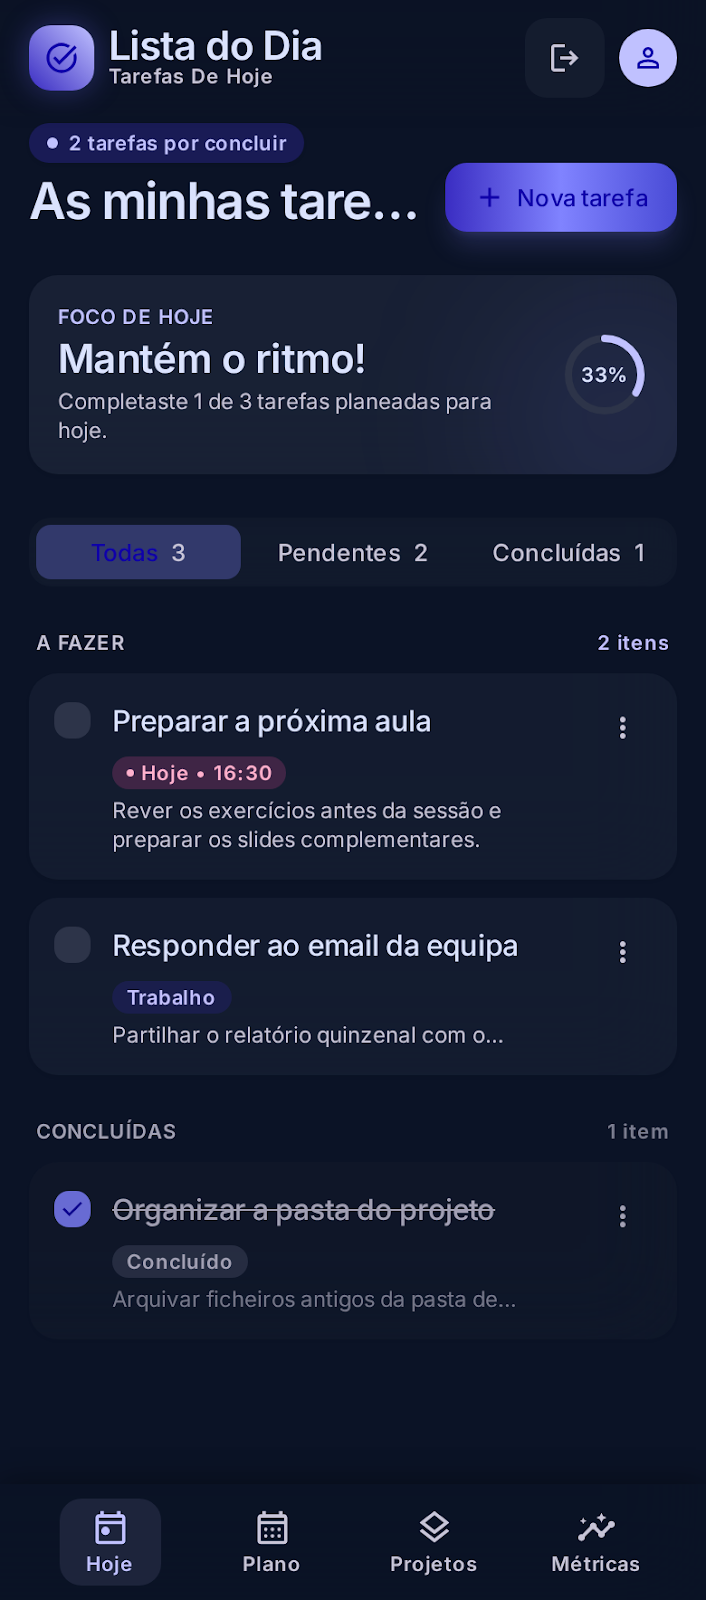 Lista do Dia
Tarefas De Hoje
2 tarefas por concluir
As minhas tare...
Nova tarefa
FOCO DE HOJE
Mantém o ritmo!
Completaste 1 de 3 tarefas planeadas para
hoje.
33%
Todas 3
Pendentes 2
Concluídas 1
A FAZER
2 itens
Preparar a próxima aula
Hoje • 16:30
Rever os exercícios antes da sessão e
preparar os slides complementares.
Responder ao email da equipa
Trabalho
Partilhar o relatório quinzenal com o...
CONCLUÍDAS
1 item
Organizar a pasta do projeto
Concluído
Arquivar ficheiros antigos da pasta de...
Hoje
Plano
Projetos
Métricas